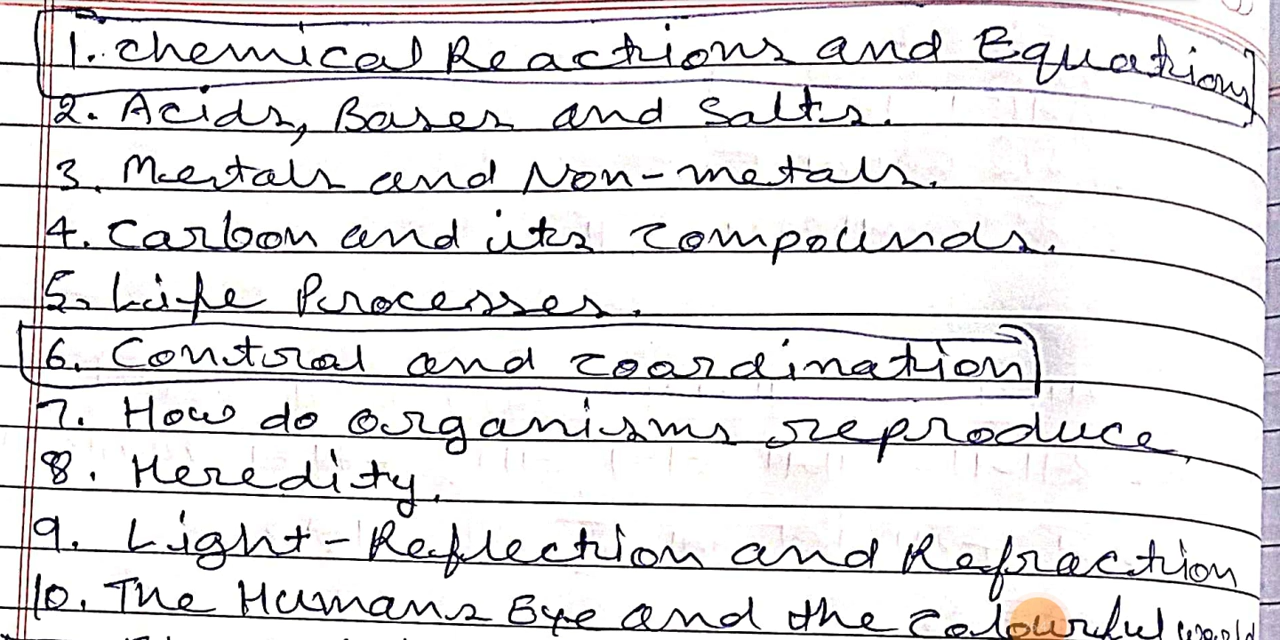 1. Chemical Reactions and Equations
2. Acids, Bases and Salts.
3. Metals and Non-metals.
4. Carbon and its compounds.
5. Life Processes.
6. Control and coordination
7. How do organisms reproduce
8. Heredity.
9. Light-Reflection and Refraction
10. The Humans Eye and the colourful world